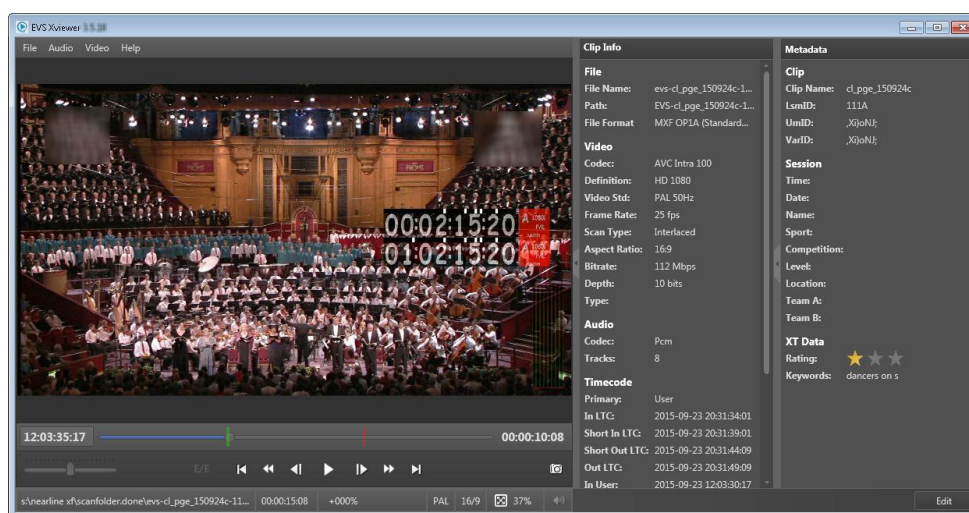 EVS Xviewer
File Audio Video Help
Clip Info
Metadata
File
File Name: evs-cl_pge_150924c-1...
Path: EVS-cl_pge_150924c-1...
File Format MXF OP1A (Standard...
Video
Codec: AVC Intra 100
Definition: HD 1080
Video Std: PAL 50Hz
Frame Rate: 25 fps
Scan Type: Interlaced
Aspect Ratio: 16:9
Bitrate: 112 Mbps
Depth: 10 bits
Type:
Audio
Codec: Pcm
Tracks: 8
Timecode
Primary: User
In LTC: 2015-09-23 20:31:34:01
Short In LTC: 2015-09-23 20:31:39:01
Short Out LTC: 2015-09-23 20:31:44:09
Out LTC: 2015-09-23 20:31:49:09
In User: 2015-09-23 12:03:30:17
Clip
Clip Name: cl_pge_150924c
LsmID: 111A
UmID: ,Xi)oNJ;
VarID: ,Xi)oNJ;
Session
Time:
Date:
Name:
Sport:
Competition:
Level:
Location:
Team A:
Team B:
XT Data
Rating:
Keywords: dancers on s
PROMS
PROMS
00:02:15:20
A 1080i
01:02:15:20
A
12:03:35:17
00:00:10:08
E/E
s:\nearline xf\scanfolder.done\evs-cl_pge_150924c-11... 00:00:15:08 +000% PAL 16/9 37%
Edit